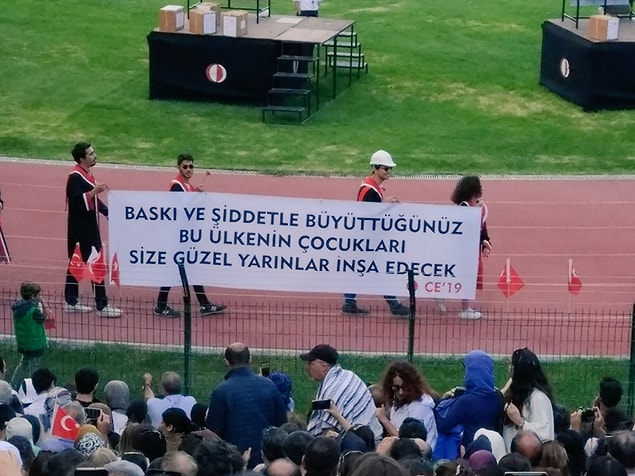 BASKI VE ŞİDDETLE BÜYÜTTÜĞÜNÜZ
BU ÜLKENİN ÇOCUKLARI
SİZE GÜZEL YARINLAR İNŞA EDECEK
CE'19